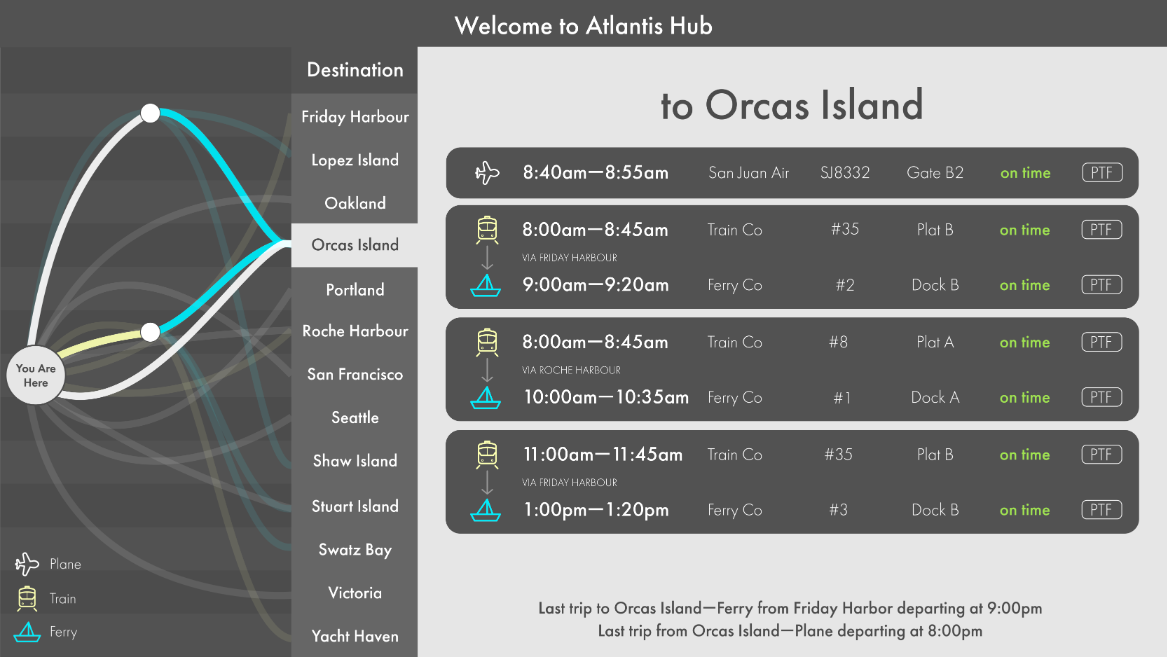 Welcome to Atlantis Hub
Destination
Friday Harbour
Lopez Island
Oakland
Orcas Island
Portland
Roche Harbour
San Francisco
Seattle
Shaw Island
Stuart Island
Swatz Bay
Victoria
Yacht Haven
You Are
Here
Plane
Train
Ferry
to Orcas Island
8:40am—8:55am San Juan Air SJ8332 Gate B2 on time PTF
8:00am—8:45am Train Co #35 Plat B on time PTF
VIA FRIDAY HARBOUR
9:00am—9:20am Ferry Co #2 Dock B on time PTF
8:00am—8:45am Train Co #8 Plat A on time PTF
VIA ROCHE HARBOUR
10:00am—10:35am Ferry Co #1 Dock A on time PTF
11:00am—11:45am Train Co #35 Plat B on time PTF
VIA FRIDAY HARBOUR
1:00pm—1:20pm Ferry Co #3 Dock B on time PTF
Last trip to Orcas Island—Ferry from Friday Harbor departing at 9:00pm
Last trip from Orcas Island—Plane departing at 8:00pm